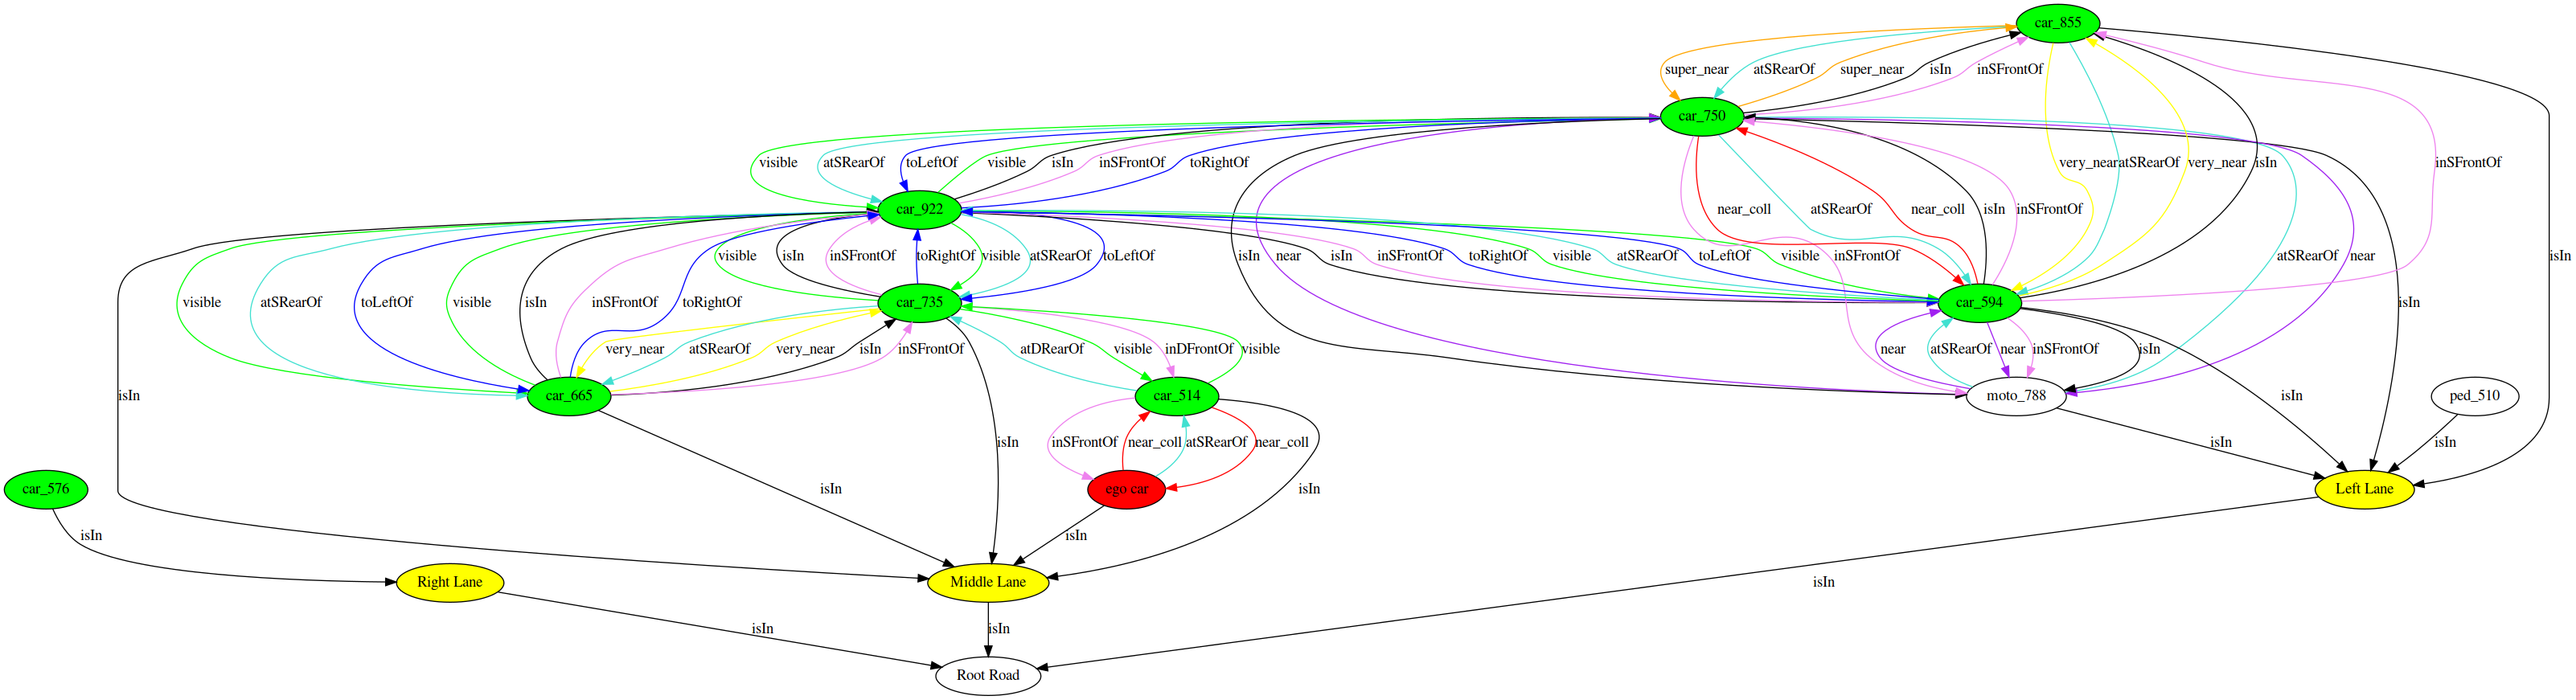 car_855
super_near atSRearOf super_near isIn inSFrontOf
car_750
visible atSRearOf toLeftOf visible isIn inSFrontOf toRightOf very_near atSRearOf very_near isIn inSFrontOf
car_922
near_coll atSRearOf near_coll isIn inSFrontOf
visible isIn inSFrontOf toRightOf visible atSRearOf toLeftOf isIn inSFrontOf toRightOf visible atSRearOf toLeftOf visible isIn near inSFrontOf atSRearOf near isIn
visible atSRearOf toLeftOf visible isIn inSFrontOf toRightOf car_735 car_594 isIn
very_near atSRearOf very_near isIn inSFrontOf atDRearOf visible inDFrontOf visible near atSRearOf near inSFrontOf isIn
isIn car_665 car_514 moto_788 isIn ped_510
isIn inSFrontOf near_coll atSRearOf near_coll isIn isIn
car_576 isIn ego car isIn Left Lane
isIn isIn
Right Lane Middle Lane isIn
isIn isIn
Root Road